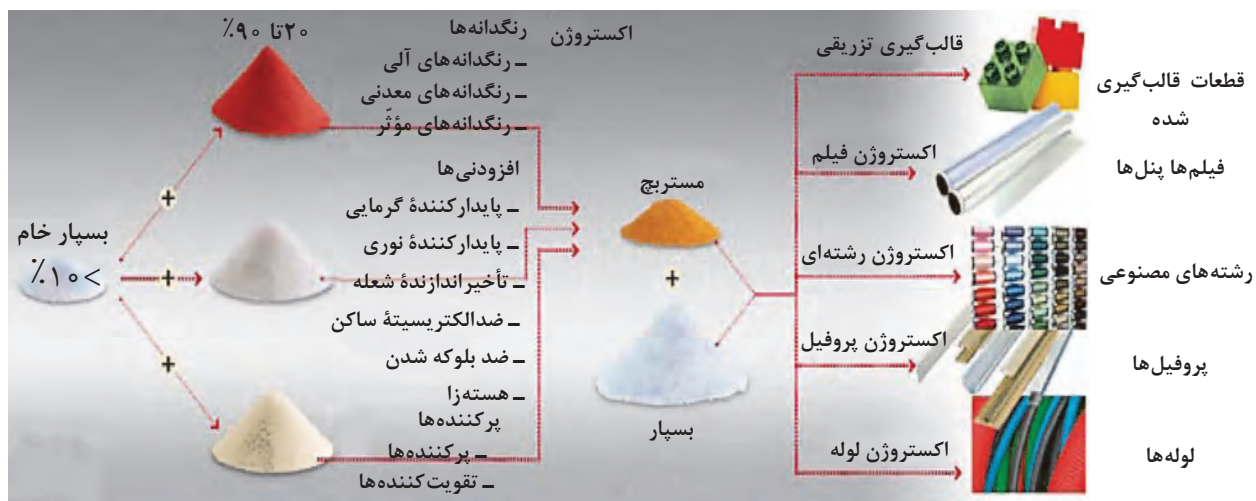 ۲۰ تا ۹۰٪
بسپار خام
>۱۰٪
+
+
+
رنگدانه‌ها
ـ رنگدانه‌های آلی
ـ رنگدانه‌های معدنی
ـ رنگدانه‌های مؤثّر
افزودنی‌ها
ـ پایدارکنندهٔ گرمایی
ـ پایدارکنندهٔ نوری
ـ تأخیراندازندهٔ شعله
ـ ضدالکتریسیتهٔ ساکن
ـ ضد بلوکه شدن
ـ هسته‌زا
پرکننده‌ها
ـ پرکننده‌ها
ـ تقویت‌کننده‌ها
اکستروژن
مستربچ
+
بسپار
قالب‌گیری تزریقی
قطعات قالب‌گیری
شده
اکستروژن فیلم
فیلم‌ها پنل‌ها
اکستروژن رشته‌ای
رشته‌های مصنوعی
اکستروژن پروفیل
پروفیل‌ها
اکستروژن لوله
لوله‌ها